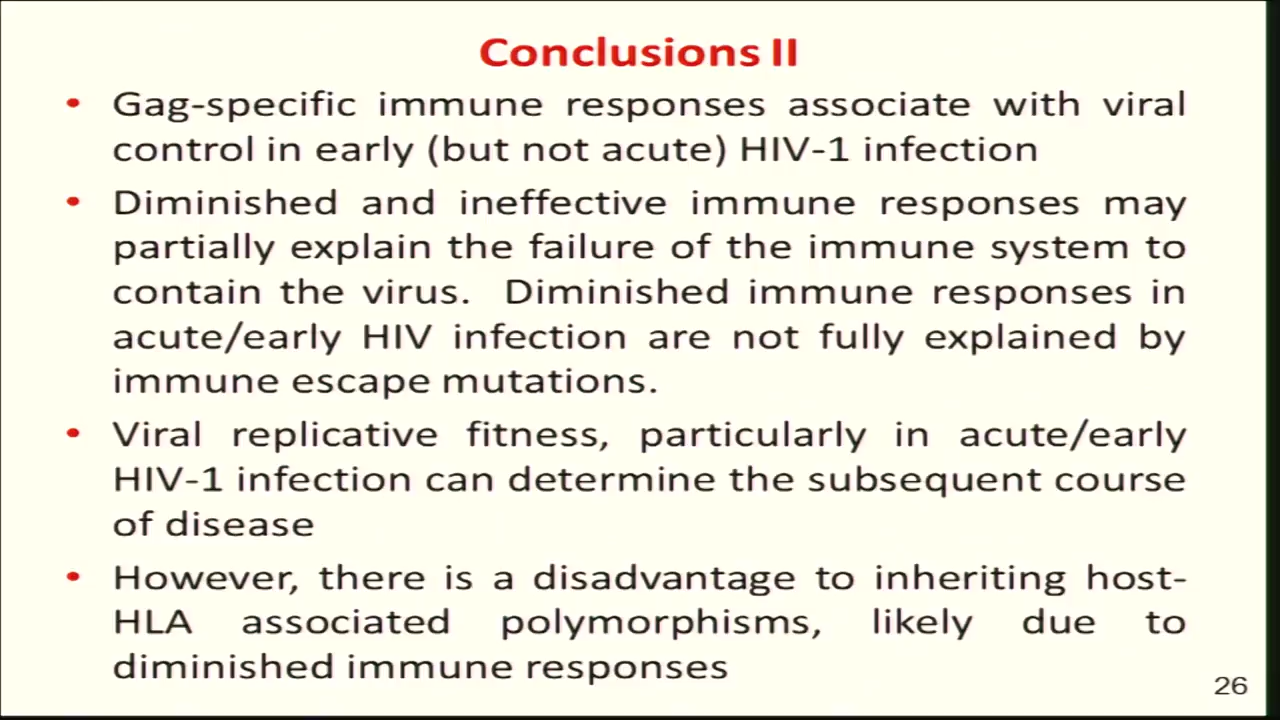 Conclusions II
• Gag-specific immune responses associate with viral
control in early (but not acute) HIV-1 infection
• Diminished and ineffective immune responses may
partially explain the failure of the immune system to
contain the virus. Diminished immune responses in
acute/early HIV infection are not fully explained by
immune escape mutations.
• Viral replicative fitness, particularly in acute/early
HIV-1 infection can determine the subsequent course
of disease
• However, there is a disadvantage to inheriting host-
HLA associated polymorphisms, likely due to
diminished immune responses
26